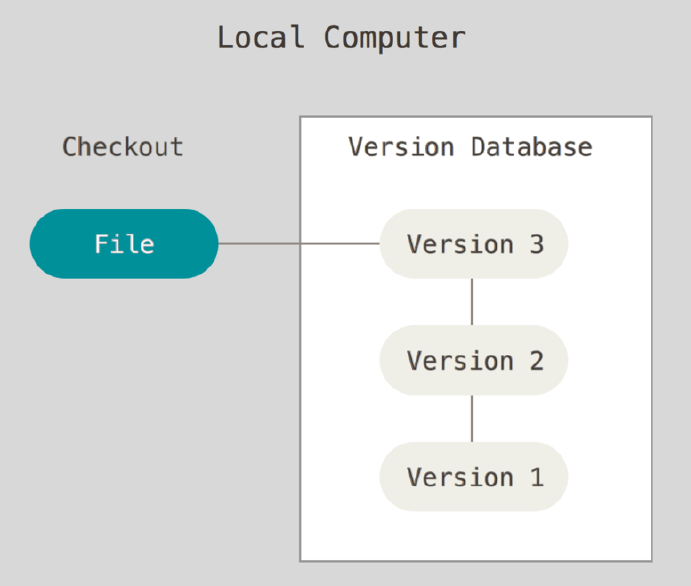 Local Computer
Checkout
Version Database
File
Version 3
Version 2
Version 1